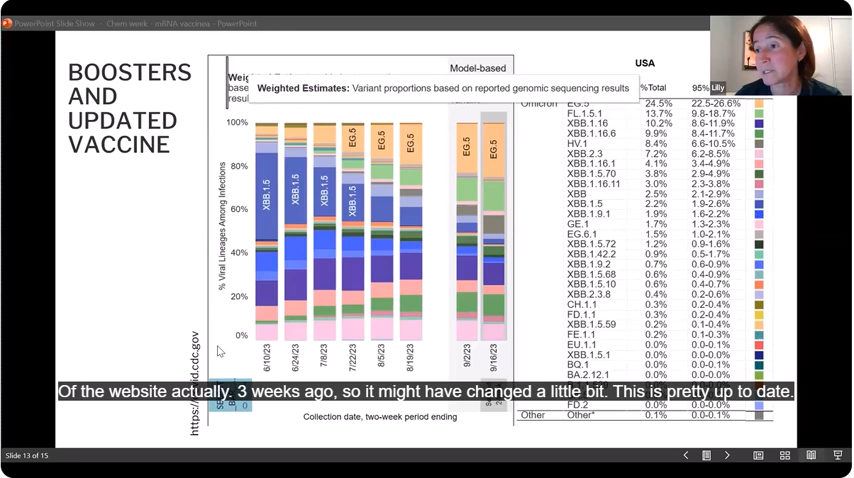 PowerPoint Slide Show - Chem week - mRNA vaccinea - PowerPoint
BOOSTERS
AND
UPDATED
VACCINE
Model-based
Weighted Estimates: Variant proportions based on reported genomic sequencing results
% Viral Lineages Among Infections
100%
80%
60%
40%
20%
0%
XBB.1.5
XBB.1.5
XBB.1.5
XBB.1.5
EG.5
EG.5
EG.5
EG.5
EG.5
6/10/23
6/24/23
7/8/23
7/22/23
8/5/23
8/19/23
9/2/23
9/16/23
Collection date, two-week period ending
USA
%Total
Omicron EG.5 24.5% 22.5-26.6%
FL.1.5.1 13.7% 9.8-18.7%
XBB.1.16 10.2% 8.6-11.9%
XBB.1.16.6 9.9% 8.4-11.7%
HV.1 8.4% 6.6-10.5%
XBB.2.3 7.2% 6.2-8.5%
XBB.1.16.1 4.1% 3.4-4.9%
XBB.1.5.70 3.8% 2.9-4.9%
XBB.1.16.11 3.0% 2.3-3.8%
XBB 2.5% 2.1-2.9%
XBB.1.5 2.2% 1.9-2.6%
XBB.1.9.1 1.9% 1.6-2.2%
GE.1 1.7% 1.3-2.3%
EG.6.1 1.5% 1.0-2.1%
XBB.1.5.72 1.2% 0.9-1.6%
XBB.1.42.2 0.9% 0.5-1.7%
XBB.1.9.2 0.7% 0.6-0.9%
XBB.1.5.68 0.6% 0.4-0.9%
XBB.1.5.10 0.6% 0.4-0.7%
XBB.2.3.8 0.4% 0.2-0.6%
CH.1.1 0.3% 0.2-0.4%
FD.1.1 0.3% 0.2-0.4%
XBB.1.5.59 0.2% 0.1-0.4%
FE.1.1 0.2% 0.1-0.3%
EU.1.1 0.0% 0.0-0.1%
XBB.1.5.1 0.0% 0.0-0.0%
BQ.1 0.0% 0.0-0.0%
BA.2.12.1 0.0% 0.0-0.0%
FD.2 0.0% 0.0-0.0%
Other Other* 0.1% 0.0-0.1%
Lilly
Of the website actually. 3 weeks ago, so it might have changed a little bit. This is pretty up to date.
Slide 13 of 15